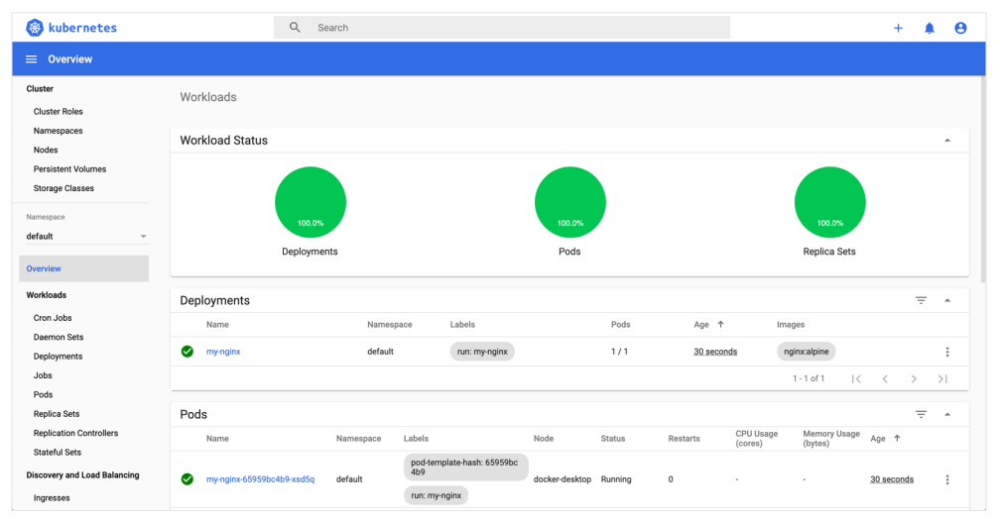 kubernetes
Search
Overview
Cluster
Cluster Roles
Namespaces
Nodes
Persistent Volumes
Storage Classes
Namespace
default
Overview
Workloads
Cron Jobs
Daemon Sets
Deployments
Jobs
Pods
Replica Sets
Replication Controllers
Stateful Sets
Discovery and Load Balancing
Ingresses
Workloads
Workload Status
100.0% 100.0% 100.0%
Deployments Pods Replica Sets
Deployments
Name Namespace Labels Pods Age Images
my-nginx default run: my-nginx 1 / 1 30 seconds nginx:alpine
1 - 1 of 1
Pods
Name Namespace Labels Node Status Restarts CPU Usage (cores) Memory Usage (bytes) Age
my-nginx-65959bc4b9-xsd5q default pod-template-hash: 65959bc
4b9
run: my-nginx
docker-desktop Running 0 - - 30 seconds